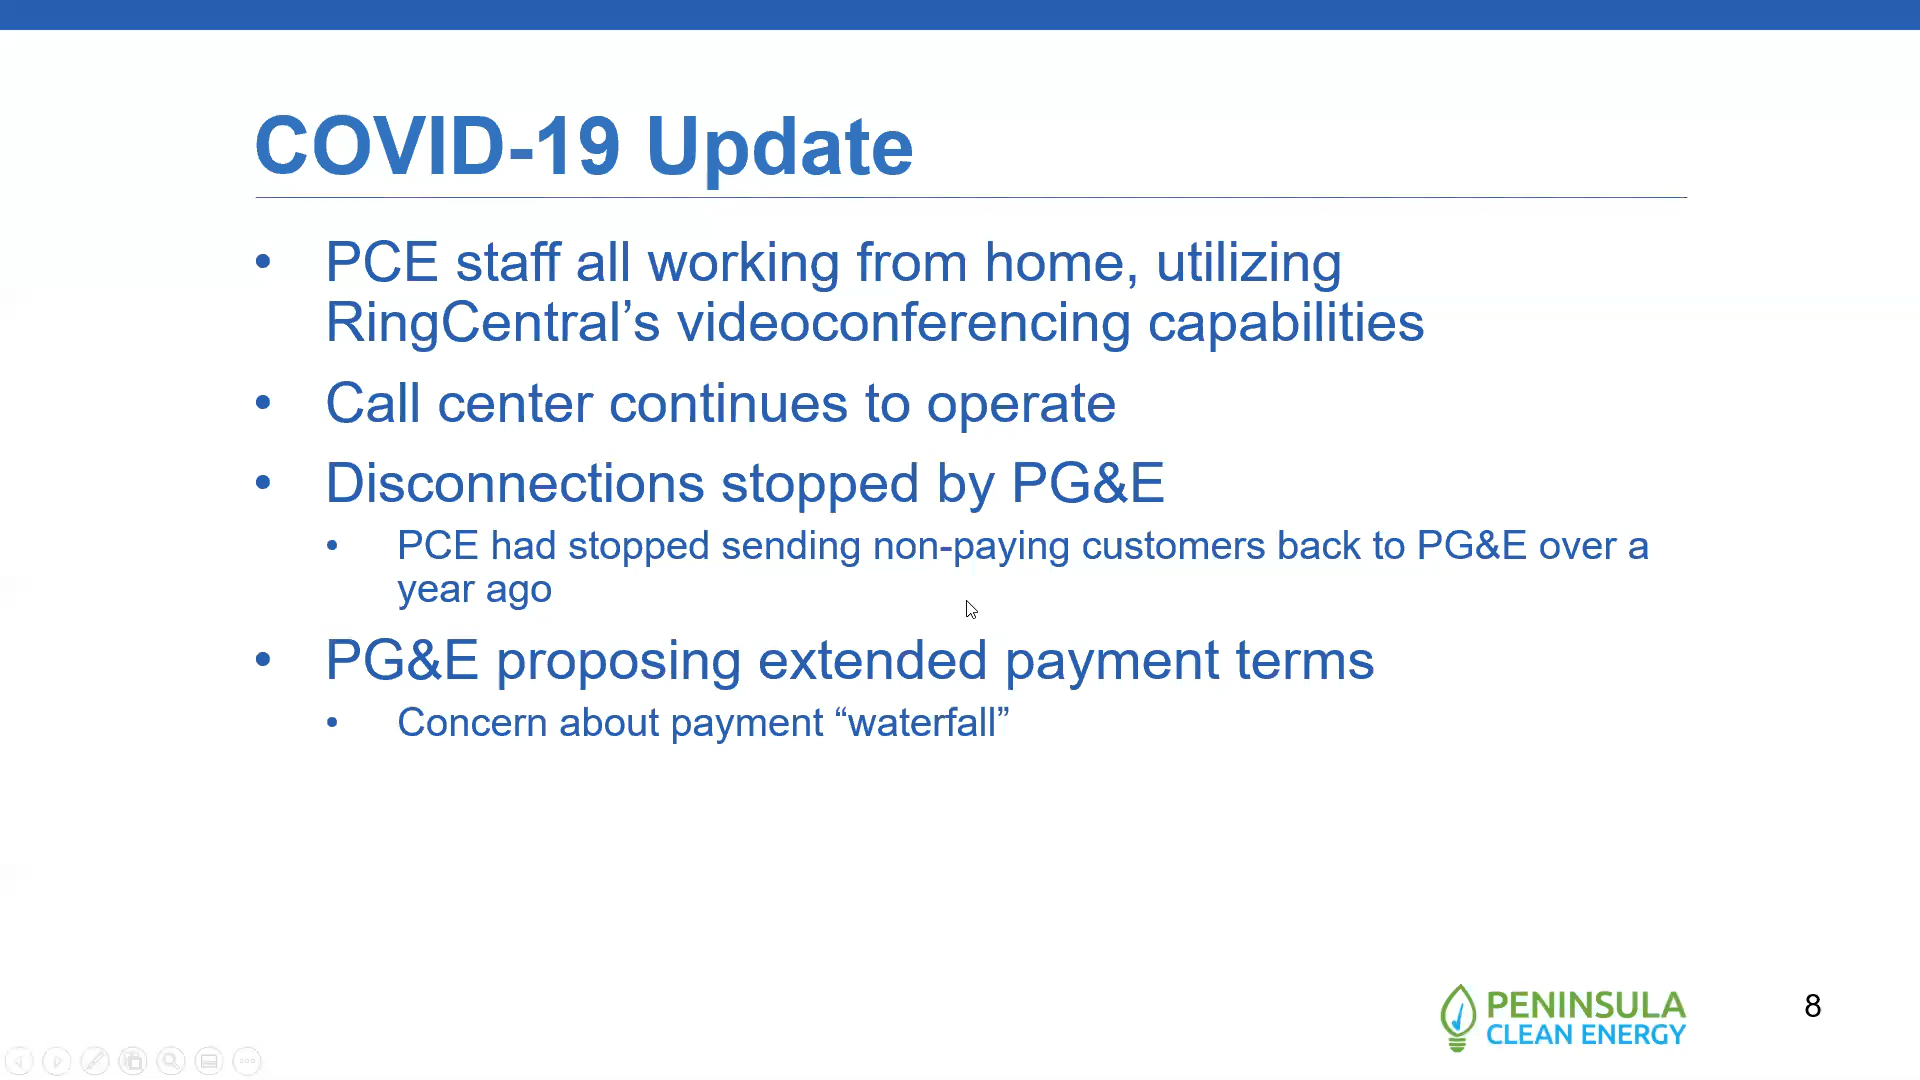 COVID-19 Update
• PCE staff all working from home, utilizing
RingCentral’s videoconferencing capabilities
• Call center continues to operate
• Disconnections stopped by PG&E
• PCE had stopped sending non-paying customers back to PG&E over a
year ago
• PG&E proposing extended payment terms
• Concern about payment “waterfall”
PENINSULA
CLEAN ENERGY
8